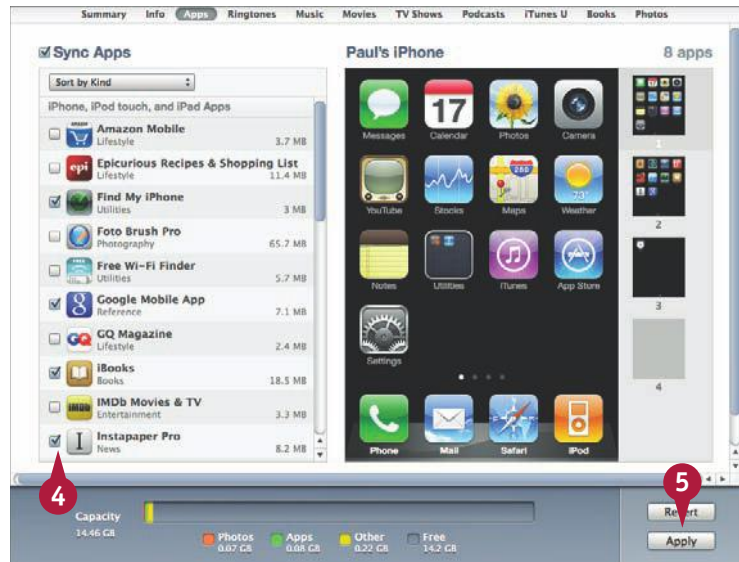 Summary Info Apps Ringtones Music Movies TV Shows Podcasts iTunes U Books Photos
Sync Apps
Sort by Kind
iPhone, iPod touch, and iPad Apps
Amazon Mobile
Lifestyle 3.7 MB
epi
Epicurious Recipes & Shopping List
Lifestyle 11.4 MB
Find My iPhone
Utilities 3 MB
Foto Brush Pro
Photography 65.7 MB
Free Wi-Fi Finder
Utilities 5.7 MB
8
Google Mobile App
Reference 7.1 MB
GQ
GQ Magazine
Lifestyle 2.4 MB
iBooks
Books 18.5 MB
IMDb
IMDb Movies & TV
Entertainment 3.3 MB
I
Instapaper Pro
News 8.2 MB
Paul's iPhone 8 apps
17
Messages Calendar Photos Camera
280
73°
YouTube Stocks Maps Weather
Notes Utilities iTunes App Store
Settings
Phone Mail Safari iPod
1
2
3
4
4
5
Capacity
14.46 GB
Photos
0.07 GB
Apps
0.08 GB
Other
0.22 GB
Free
14.2 GB
Revert
Apply